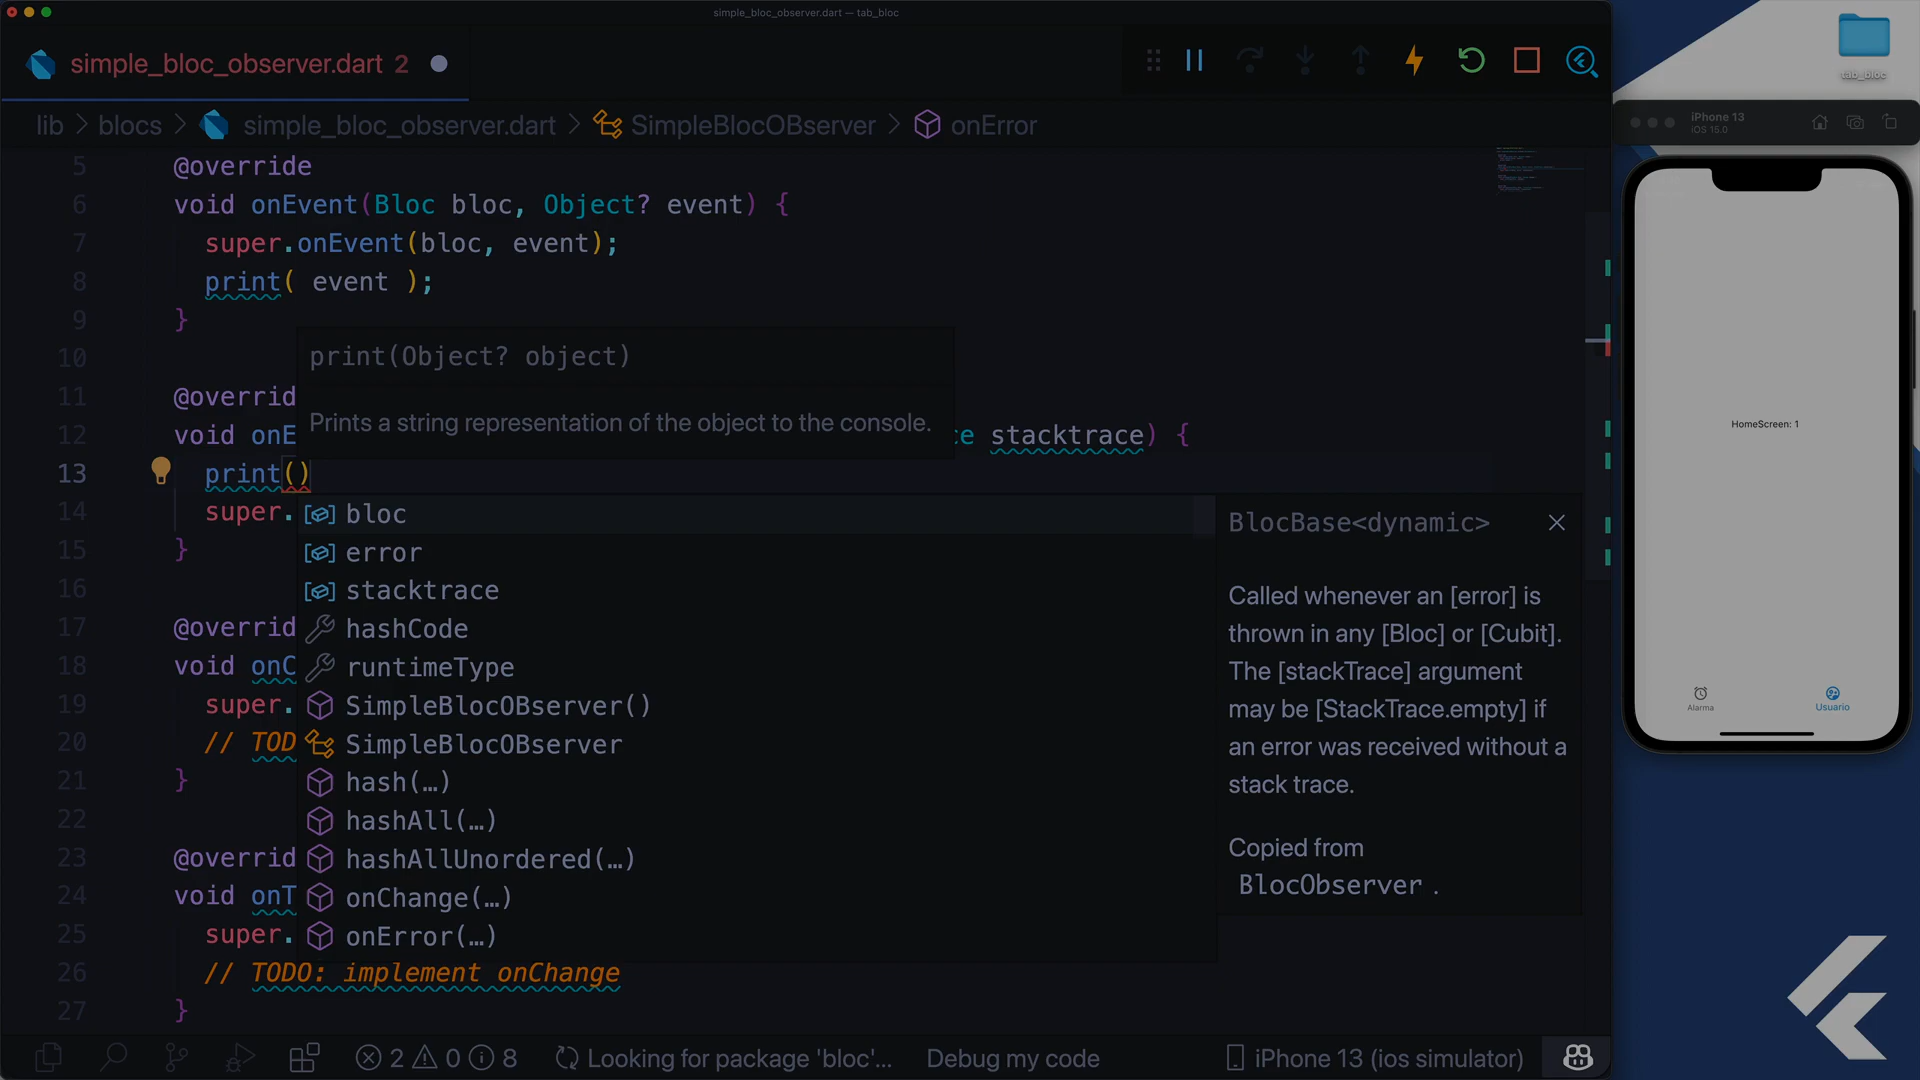 simple_bloc_observer.dart — tab_bloc
simple_bloc_observer.dart 2
tab_bloc
lib > blocs > simple_bloc_observer.dart > SimpleBlocOBserver > onError
iPhone 13
iOS 15.0
5 @override
6 void onEvent(Bloc bloc, Object? event) {
7 super.onEvent(bloc, event);
8 print( event );
9 }
10
print(Object? object)
11 @overrid
Prints a string representation of the object to the console.
12 void onE ce stacktrace) {
13 print()
14 super.
15 }
16
17 @overrid
18 void onC
19 super.
20 // TOD
21 }
22
23 @overrid
24 void onT
25 super.
26 // TODO: implement onChange
27 }
bloc
error
stacktrace
hashCode
runtimeType
SimpleBlocOBserver()
SimpleBlocOBserver
hash(…)
hashAll(…)
hashAllUnordered(…)
onChange(…)
onError(…)
BlocBase<dynamic>
Called whenever an [error] is
thrown in any [Bloc] or [Cubit].
The [stackTrace] argument
may be [StackTrace.empty] if
an error was received without a
stack trace.
Copied from
BlocObserver .
HomeScreen: 1
Alarma
Usuario
2 0 8 Looking for package 'bloc'... Debug my code iPhone 13 (ios simulator)